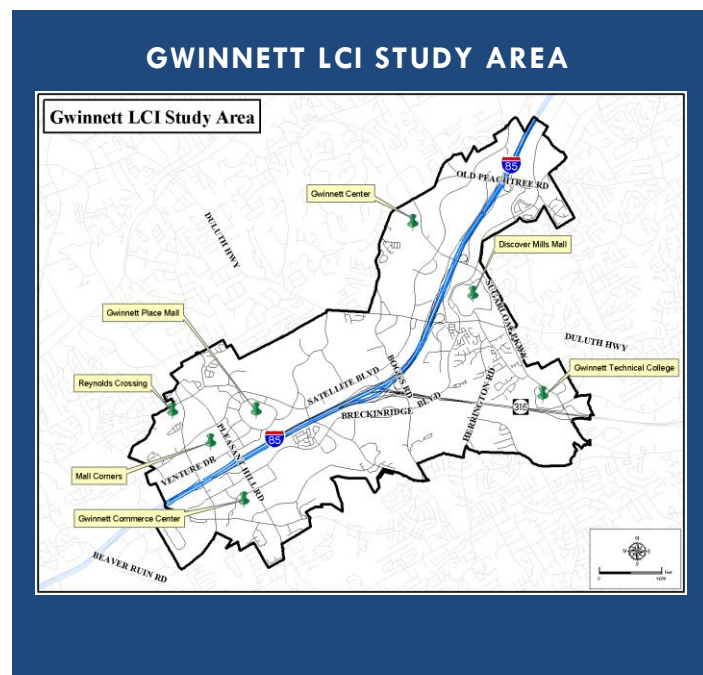 GWINNETT LCI STUDY AREA
Gwinnett LCI Study Area
85
OLD PEACHTREE RD
Gwinnett Center
DULUTH HWY
Discover Mills Mall
SUGARLOAF PKWY
Gwinnett Place Mall
DULUTH HWY
BOGGS RD
SATELLITE BLVD
Gwinnett Technical College
Reynolds Crossing
HERRINGTON RD
BRECKINRIDGE BLVD
316
PLEASANT HILL RD
85
VENTURE DR
Mall Corners
Gwinnett Commerce Center
BEAVER RUIN RD
N
E
S
0
Feet